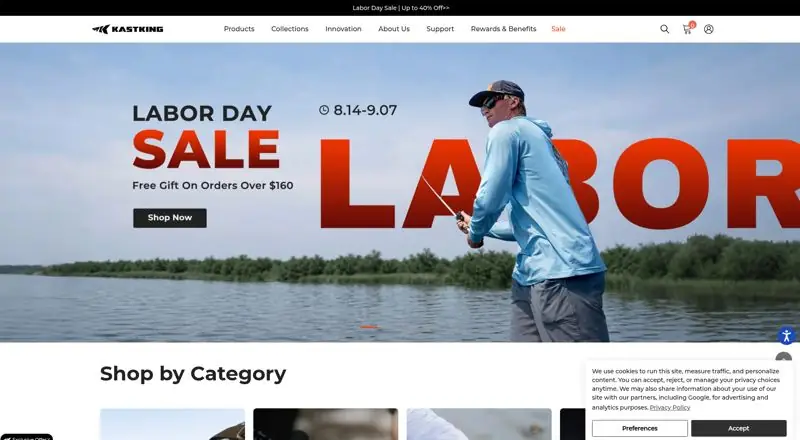 Labor Day Sale | Up to 40% Off>>
KASTKING
Products
Collections
Innovation
About Us
Support
Rewards & Benefits
Sale
0
LABOR DAY
SALE
8.14-9.07
Free Gift On Orders Over $160
Shop Now
LABOR
Shop by Category
We use cookies to run this site, measure traffic, and personalize
content. You can accept, reject, or manage your privacy choices
anytime. We may also share information about your use of our
site with our partners, including Google, for advertising and
analytics purposes. Privacy Policy
Preferences
Accept
Exclusive Offers